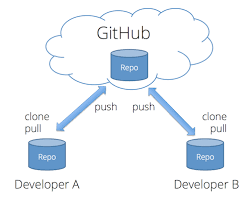 GitHub
Repo
push push
clone
pull
clone
pull
Repo
Repo
Developer A
Developer B